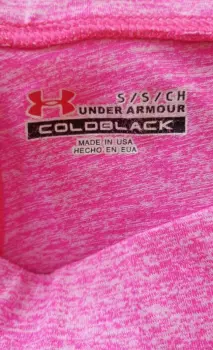 S/S/CH
UNDER ARMOUR
COLDBLACK
MADE IN USA
HECHO EN EUA